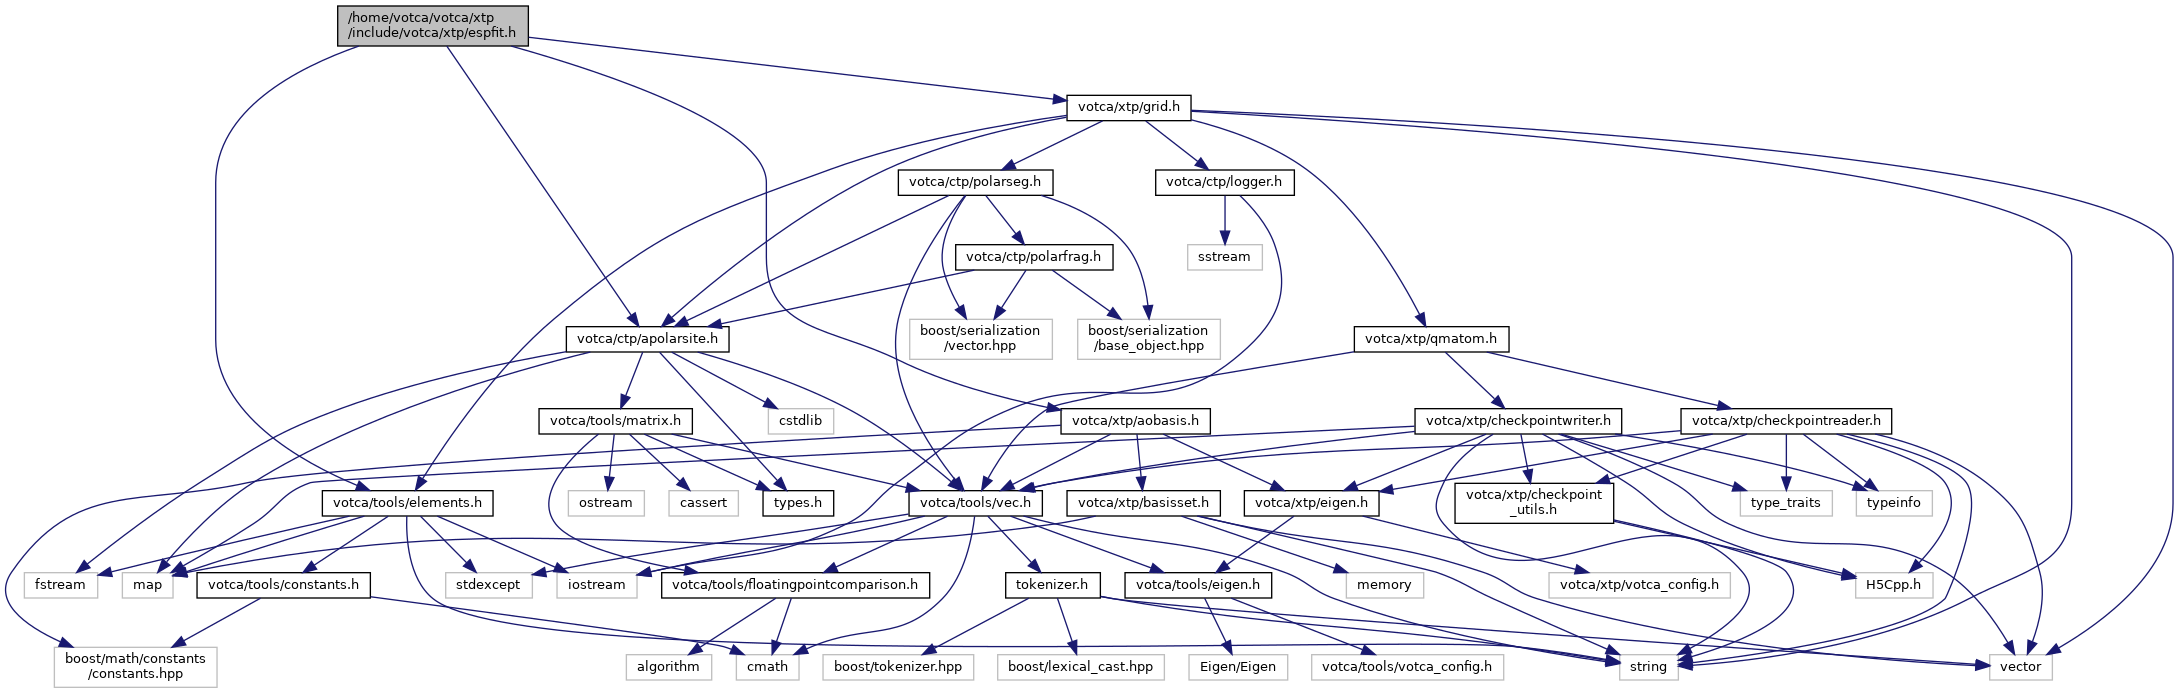 /home/votca/votca/xtp
/include/votca/xtp/espfit.h
votca/xtp/grid.h
votca/ctp/polarseg.h
votca/ctp/logger.h
votca/ctp/polarfrag.h
sstream
boost/serialization
/vector.hpp
boost/serialization
/base_object.hpp
votca/ctp/apolarsite.h
votca/xtp/qmatom.h
votca/tools/matrix.h
cstdlib
votca/xtp/aobasis.h
votca/xtp/checkpointwriter.h
votca/xtp/checkpointreader.h
votca/tools/elements.h
ostream
cassert
types.h
votca/tools/vec.h
votca/xtp/basisset.h
votca/xtp/eigen.h
votca/xtp/checkpoint
_utils.h
type_traits
typeinfo
fstream
map
votca/tools/constants.h
stdexcept
iostream
votca/tools/floatingpointcomparison.h
tokenizer.h
votca/tools/eigen.h
memory
votca/xtp/votca_config.h
H5Cpp.h
boost/math/constants
/constants.hpp
algorithm
cmath
boost/tokenizer.hpp
boost/lexical_cast.hpp
Eigen/Eigen
votca/tools/votca_config.h
string
vector